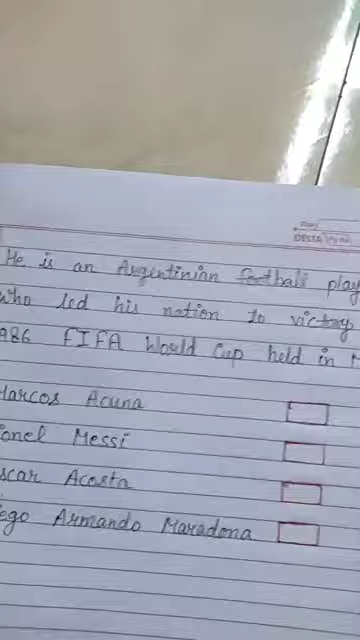 DELTA
He is an Argentinian football play
who led his nation to victory
986 FIFA World Cup held in M
Marcos Acuna
ionel Messi
scar Acosta
ego Armando Maradona